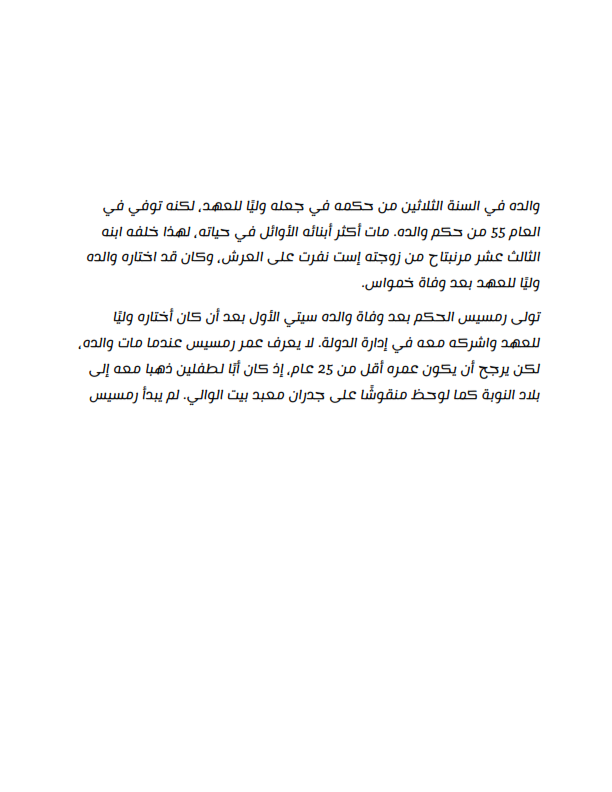 والده في السنة الثلاثين من حكمه في جعله وليًا للعهد، لكنه توفي في
العام 55 من حكم والده. مات أكثر أبنائه الأوائل في حياته، لهذا خلفه ابنه
الثالث عشر مرنبتاح من زوجته إست نفرت على العرش، وكان قد اختاره والده
وليًا للعهد بعد وفاة خمواس.
تولى رمسيس الحكم بعد وفاة والده سيتي الأول بعد أن كان أختاره وليًا
للعهد واشركه معه في إدارة الدولة. لا يعرف عمر رمسيس عندما مات والده،
لكن يرجح أن يكون عمره أقل من 25 عام، إذ كان أبًا لطفلين ذهبا معه إلى
بلاد النوبة كما لوحظ منقوشًا على جدران معبد بيت الوالي. لم يبدأ رمسيس